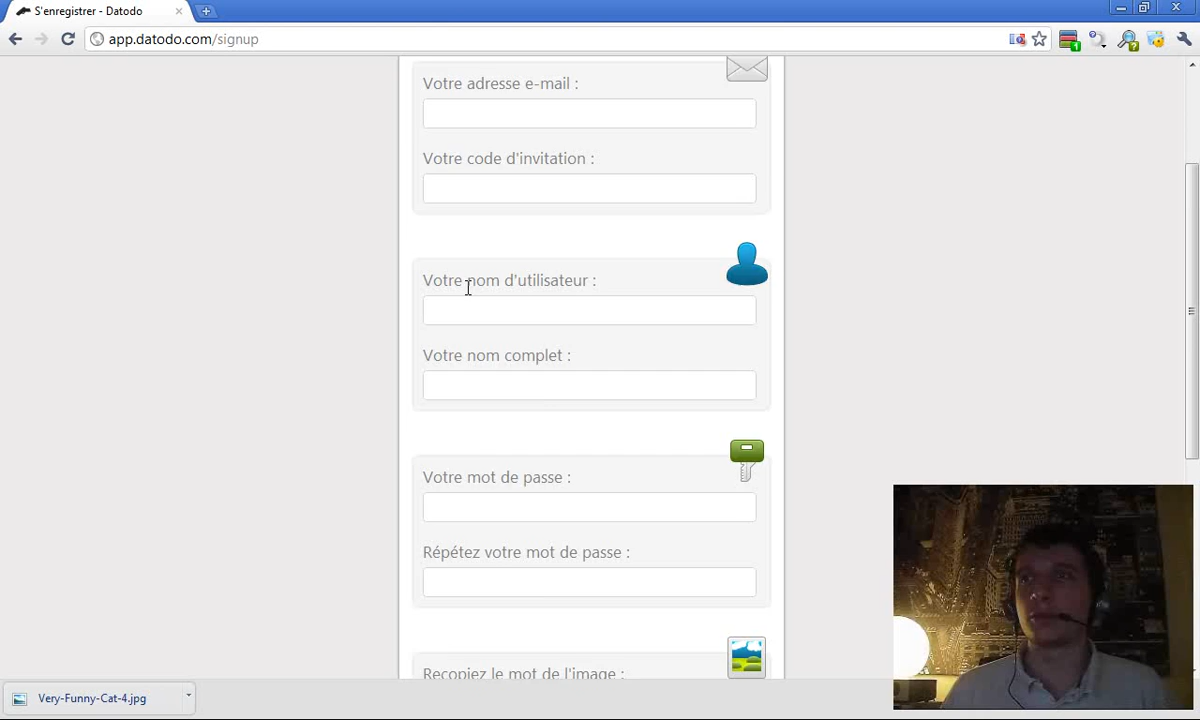 S'enregistrer - Datodo
app.datodo.com/signup
Votre adresse e-mail :
Votre code d'invitation :
Votre nom d'utilisateur :
Votre nom complet :
Votre mot de passe :
Répétez votre mot de passe :
Recopiez le mot de l'image :
Very-Funny-Cat-4.jpg